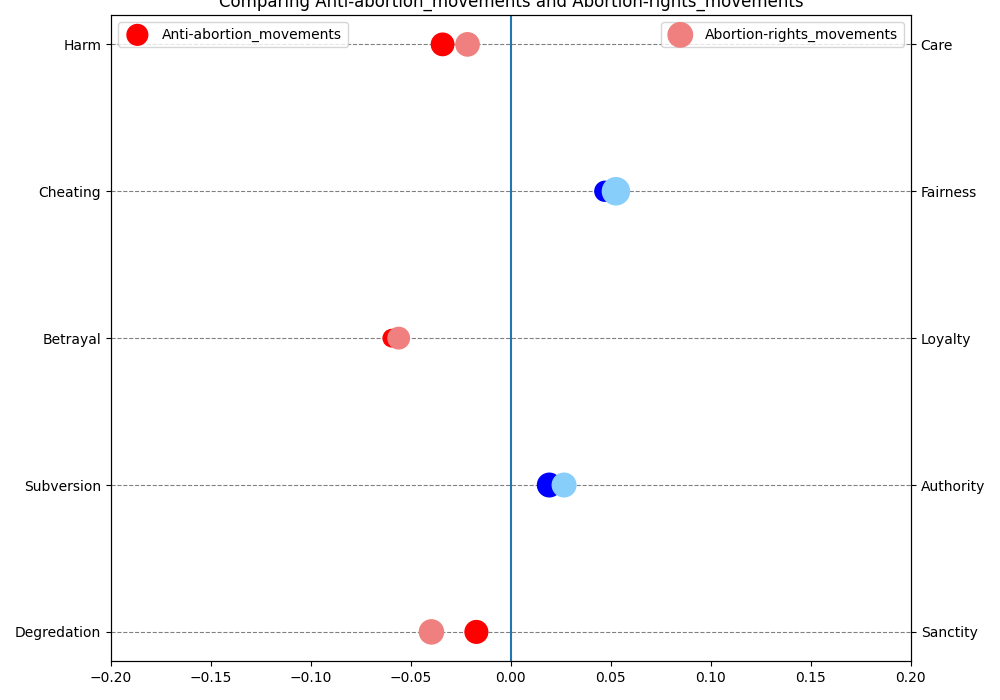 Comparing Anti-abortion_movements and Abortion-rights_movements
Anti-abortion_movements
Abortion-rights_movements
Harm
Care
Cheating
Fairness
Betrayal
Loyalty
Subversion
Authority
Degredation
Sanctity
−0.20 −0.15 −0.10 −0.05 0.00 0.05 0.10 0.15 0.20